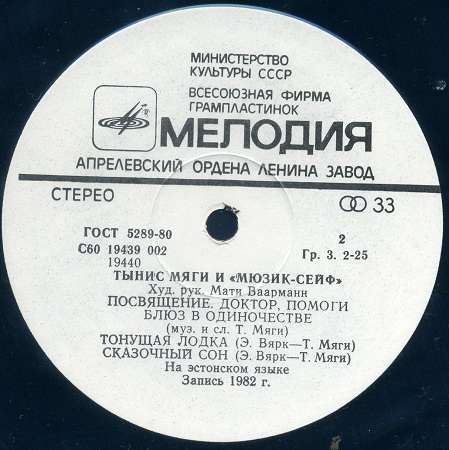 МИНИСТЕРСТВО
КУЛЬТУРЫ СССР
ВСЕСОЮЗНАЯ ФИРМА
ГРАМПЛАСТИНОК
МЕЛОДИЯ
АПРЕЛЕВСКИЙ ОРДЕНА ЛЕНИНА ЗАВОД
СТЕРЕО 33
ГОСТ 5289-80
С60 19439 002 2
19440 Гр. 3. 2-25
ТЫНИС МЯГИ И «МЮЗИК-СЕЙФ»
Худ. рук. Мати Ваарманн
ПОСВЯЩЕНИЕ. ДОКТОР, ПОМОГИ
БЛЮЗ В ОДИНОЧЕСТВЕ
(муз. и сл. Т. Мяги)
ТОНУЩАЯ ЛОДКА (Э. Вярк—Т. Мяги)
СКАЗОЧНЫЙ СОН (Э. Вярк—Т. Мяги)
На эстонском языке
Запись 1982 г.